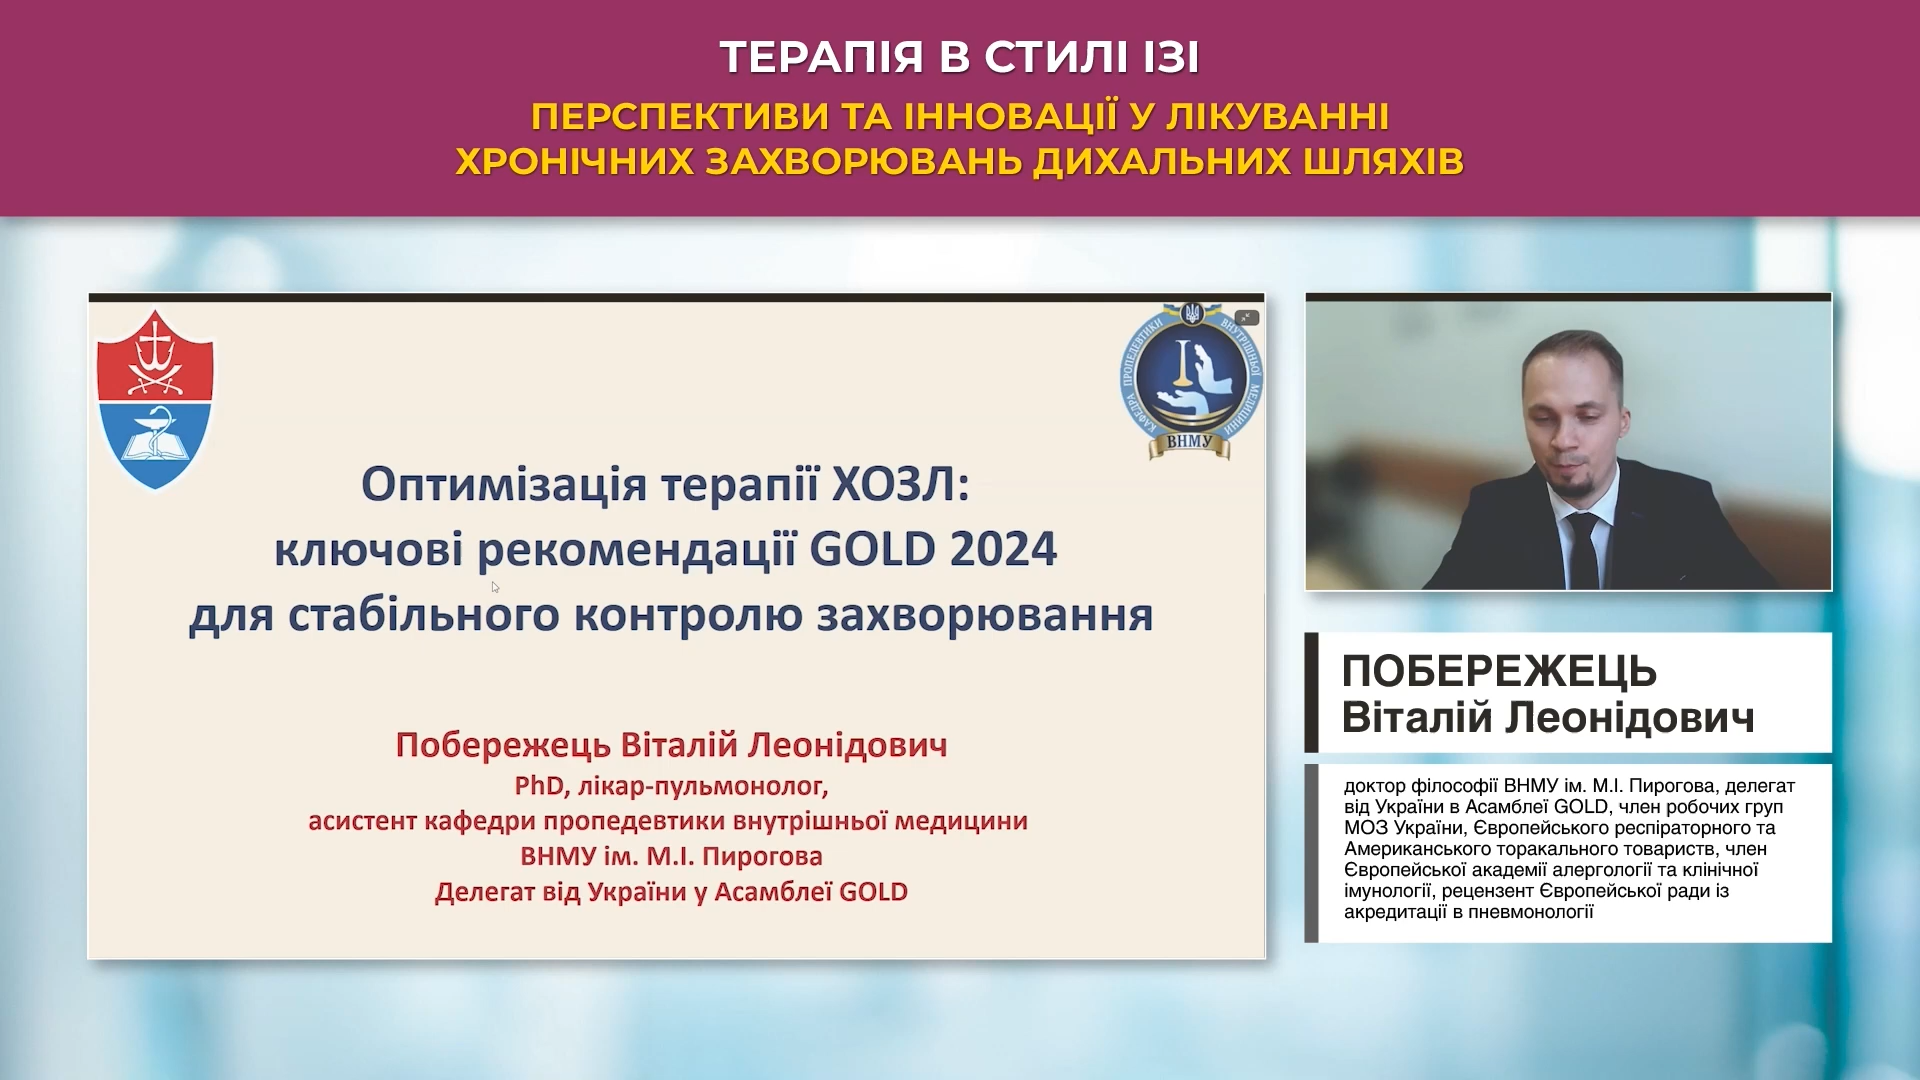 ТЕРАПІЯ В СТИЛІ ІЗІ
ПЕРСПЕКТИВИ ТА ІННОВАЦІЇ У ЛІКУВАННІ
ХРОНІЧНИХ ЗАХВОРЮВАНЬ ДИХАЛЬНИХ ШЛЯХІВ
КАФЕДРА ПРОПЕДЕВТИКИ ВНУТРІШНЬОЇ МЕДИЦИНИ
ВНМУ
Оптимізація терапії ХОЗЛ:
ключові рекомендації GOLD 2024
для стабільного контролю захворювання
Побережець Віталій Леонідович
PhD, лікар-пульмонолог,
асистент кафедри пропедевтики внутрішньої медицини
ВНМУ ім. М.І. Пирогова
Делегат від України у Асамблеї GOLD
ПОБЕРЕЖЕЦЬ
Віталій Леонідович
доктор філософії ВНМУ ім. М.І. Пирогова, делегат
від України в Асамблеї GOLD, член робочих груп
МОЗ України, Європейського респіраторного та
Американського торакального товариств, член
Європейської академії алергології та клінічної
імунології, рецензент Європейської ради із
акредитації в пневмонології